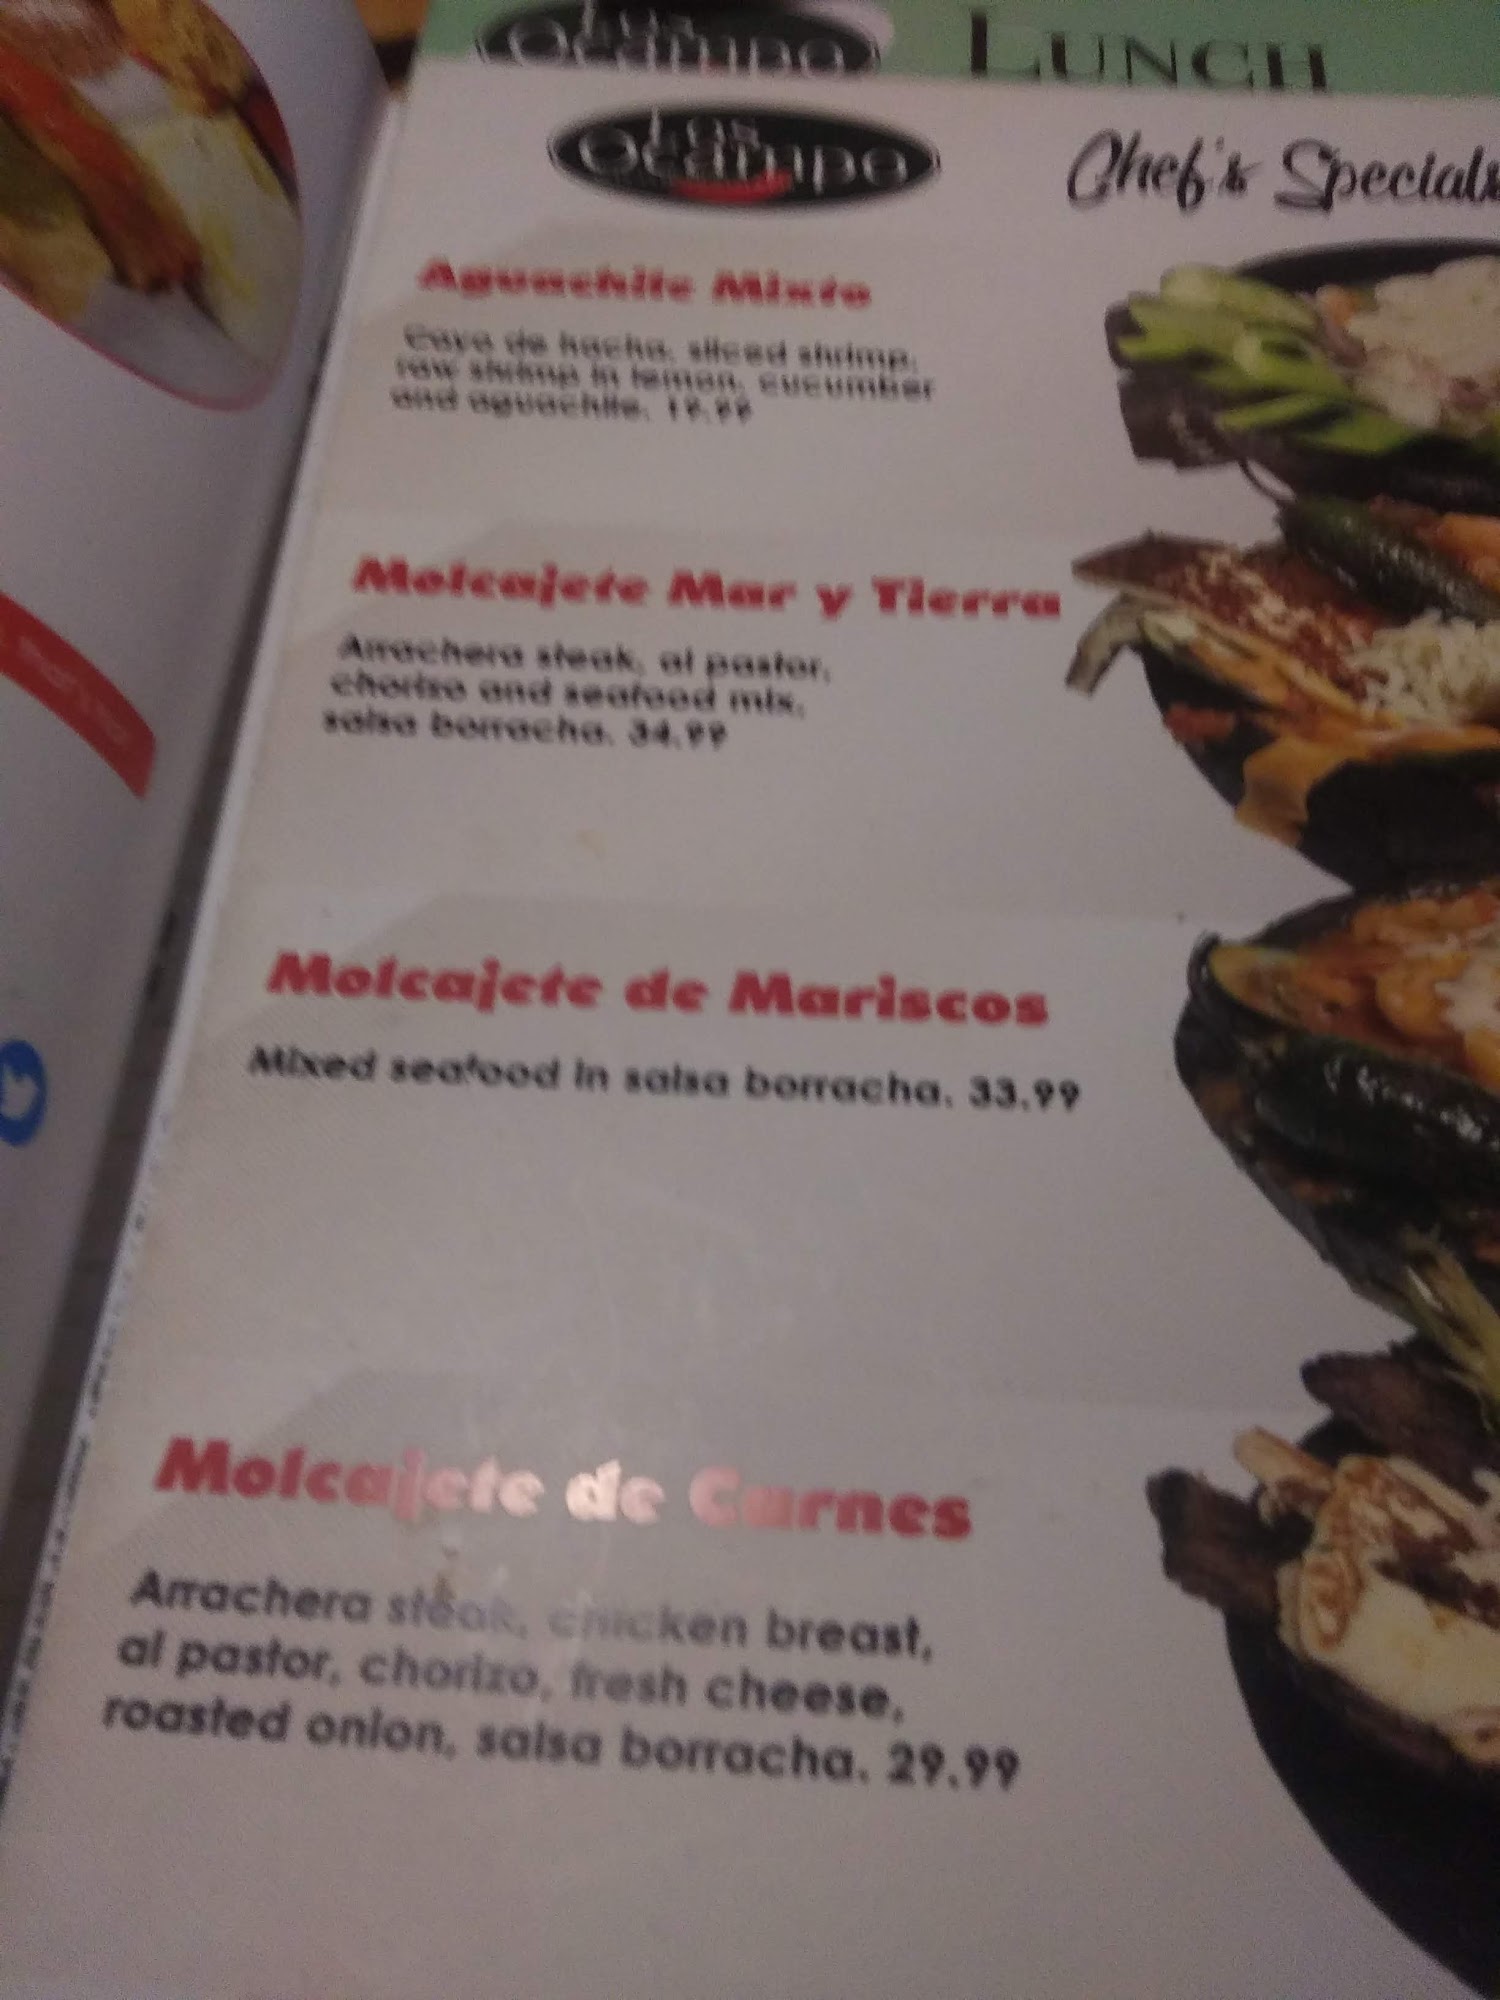 Los
Ocampo
LUNCH
Los
Ocampo
Chef's Specials
Aguachile Mixto
Cayo de hacha, sliced shrimp,
raw shrimp in lemon, cucumber
and aguachile. 19.99
Molcajete Mar y Tierra
Arrachera steak, al pastor,
chorizo and seafood mix,
salsa borracha. 34.99
Molcajete de Mariscos
Mixed seafood in salsa borracha. 33.99
Molcajete de Carnes
Arrachera steak, chicken breast,
al pastor, chorizo, fresh cheese,
roasted onion, salsa borracha. 29.99